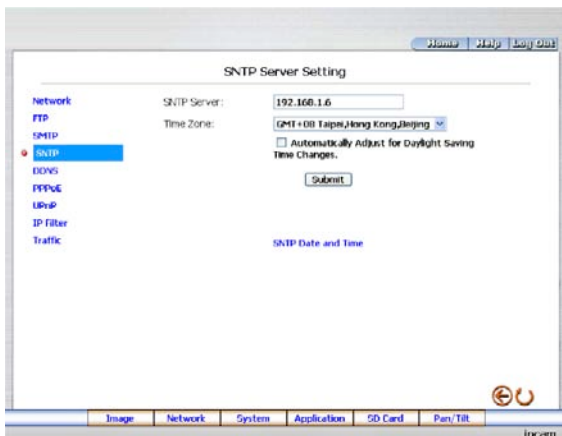 Home Help Log Out
SNTP Server Setting
Network
FTP
SMTP
SNTP
DDNS
PPPoE
UPnP
IP Filter
Traffic
SNTP Server: 192.168.1.6
Time Zone: GMT+08 Taipei,Hong Kong,Beijing
Automatically Adjust for Daylight Saving
Time Changes.
Submit
SNTP Date and Time
Image Network System Application SD Card Pan/Tilt